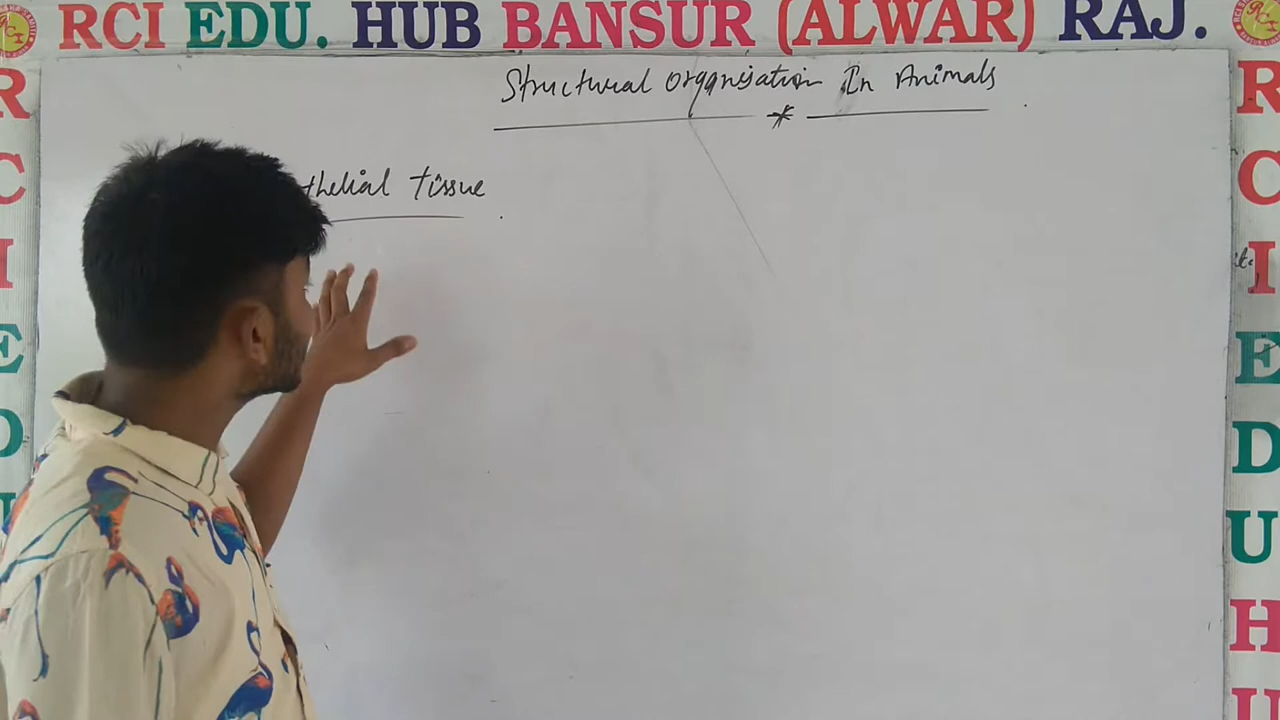 RCI EDU. HUB BANSUR (ALWAR) RAJ.
Structural Organisation In Animals
*
thelial tissue
R
C
I
E
D
U
R
C
I
E
D
U
H
U